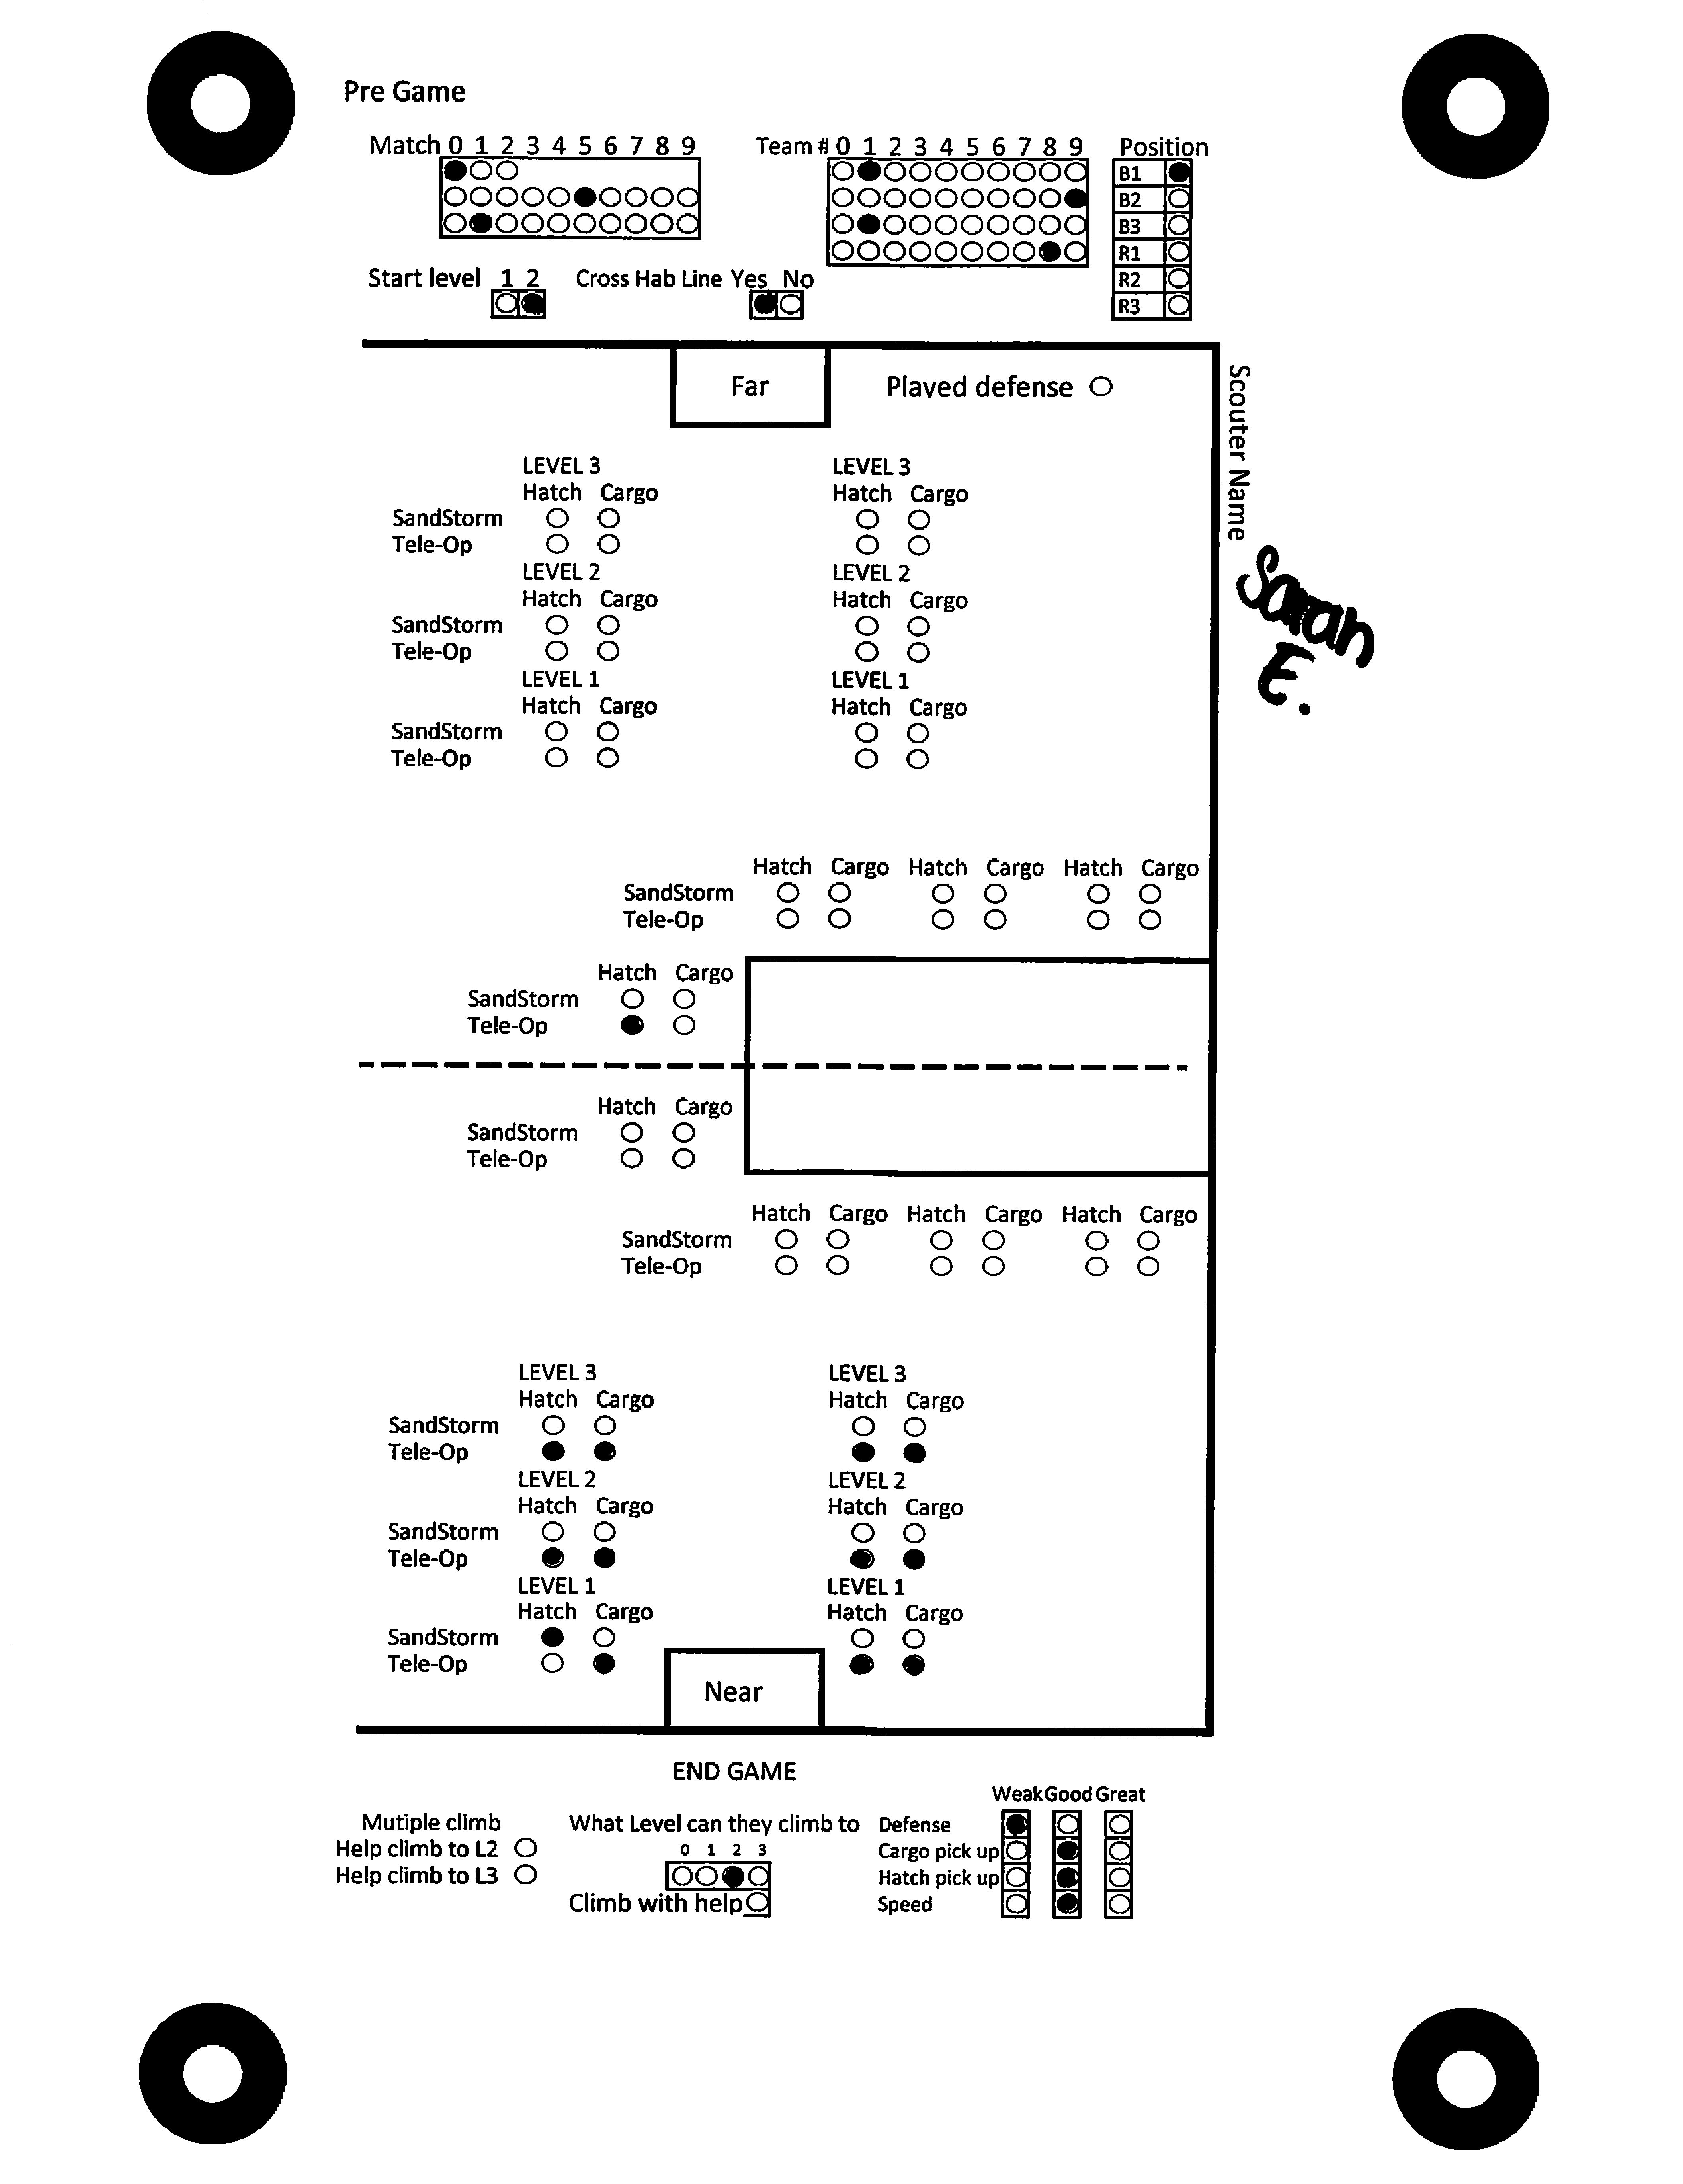 Pre Game
Match 0 1 2 3 4 5 6 7 8 9
Team # 0 1 2 3 4 5 6 7 8 9
Position
B1
B2
B3
R1
R2
R3
Start level 1 2
Cross Hab Line Yes No
Far
Played defense
Scouter Name
Sarah
E.
LEVEL 3 LEVEL 3
Hatch Cargo Hatch Cargo
SandStorm
Tele-Op
LEVEL 2 LEVEL 2
Hatch Cargo Hatch Cargo
SandStorm
Tele-Op
LEVEL 1 LEVEL 1
Hatch Cargo Hatch Cargo
SandStorm
Tele-Op
Hatch Cargo Hatch Cargo Hatch Cargo
SandStorm
Tele-Op
Hatch Cargo
SandStorm
Tele-Op
Hatch Cargo
SandStorm
Tele-Op
Hatch Cargo Hatch Cargo Hatch Cargo
SandStorm
Tele-Op
LEVEL 3 LEVEL 3
Hatch Cargo Hatch Cargo
SandStorm
Tele-Op
LEVEL 2 LEVEL 2
Hatch Cargo Hatch Cargo
SandStorm
Tele-Op
LEVEL 1 LEVEL 1
Hatch Cargo Hatch Cargo
SandStorm
Tele-Op
Near
END GAME
Mutiple climb
Help climb to L2
Help climb to L3
What Level can they climb to
0 1 2 3
Climb with help
Weak Good Great
Defense
Cargo pick up
Hatch pick up
Speed